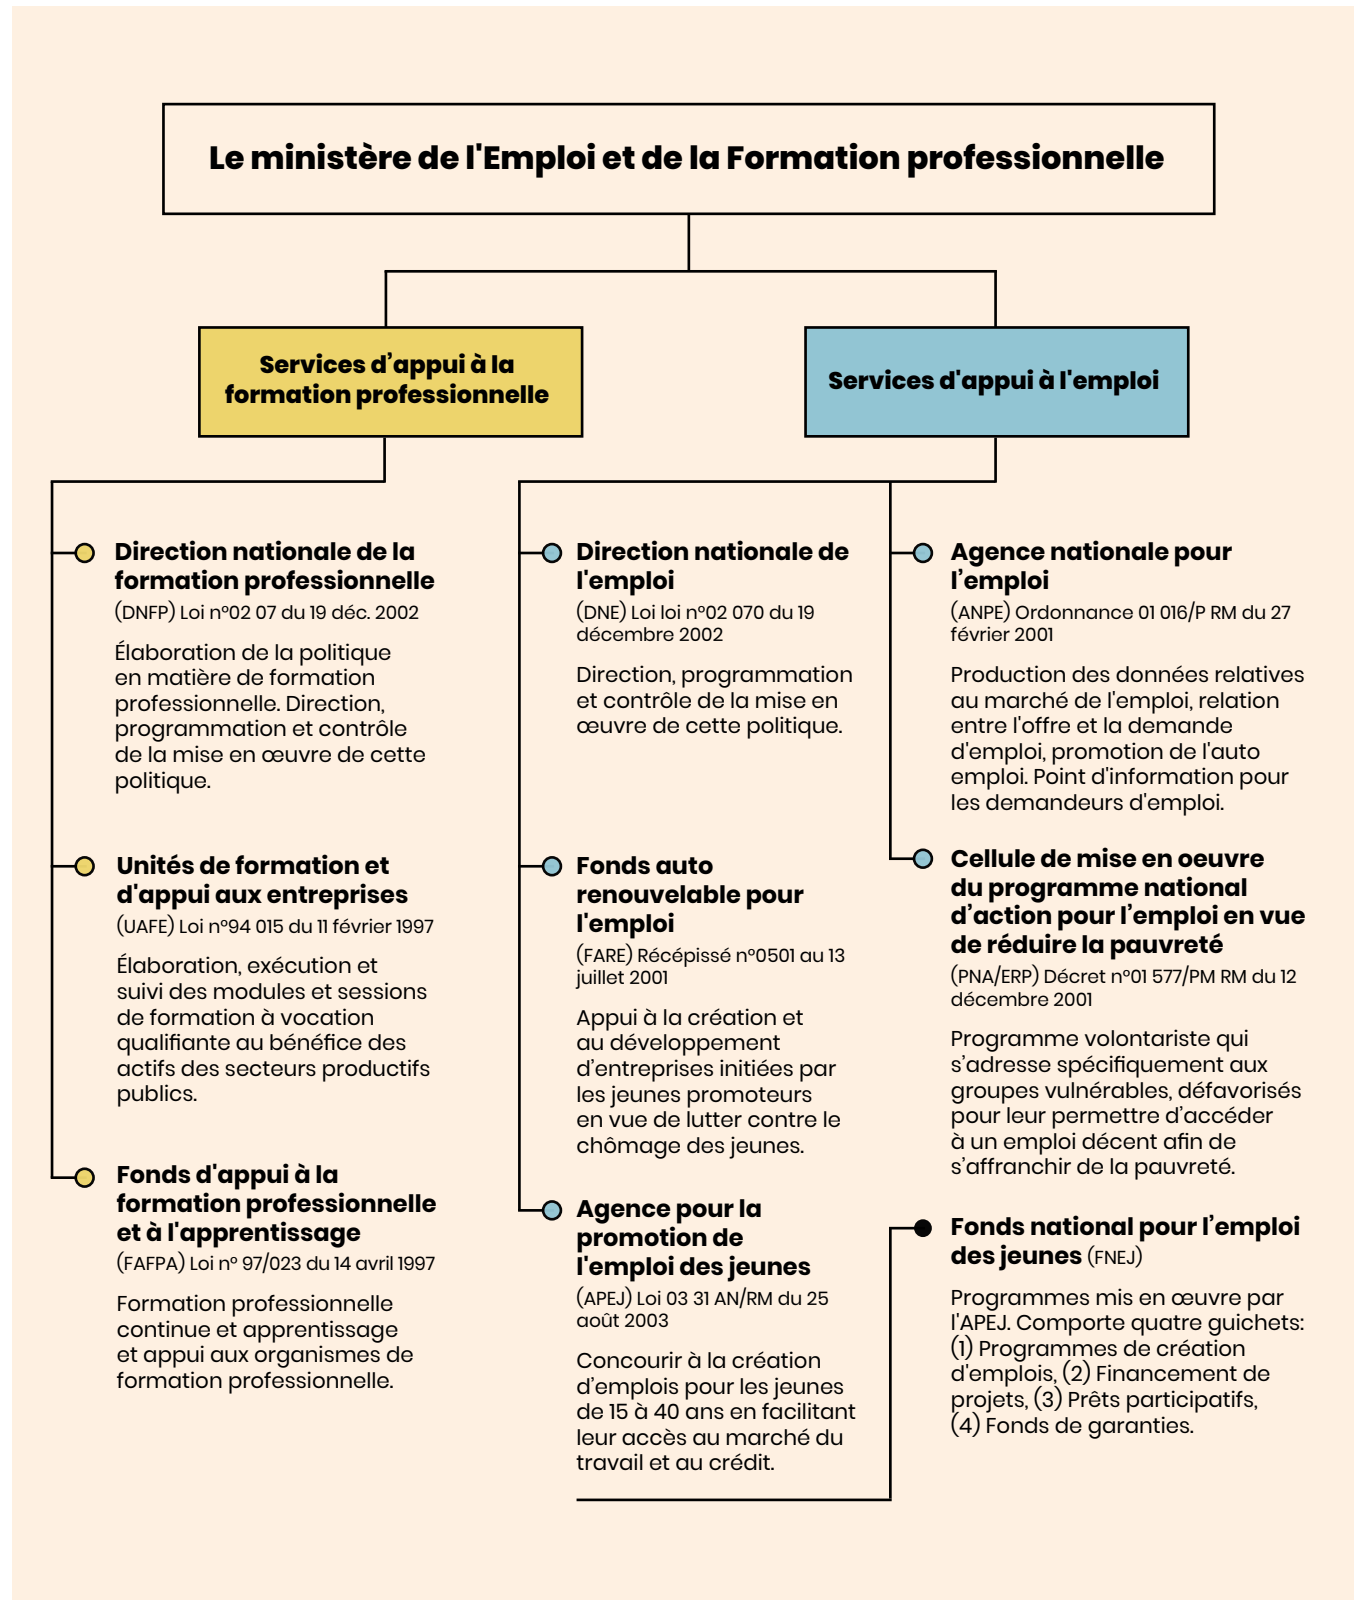 Le ministère de l'Emploi et de la Formation professionnelle
Services d’appui à la
formation professionnelle
Services d'appui à l'emploi
Direction nationale de la
formation professionnelle
(DNFP) Loi n°02 07 du 19 déc. 2002
Élaboration de la politique
en matière de formation
professionnelle. Direction,
programmation et contrôle
de la mise en œuvre de cette
politique.
Unités de formation et
d'appui aux entreprises
(UAFE) Loi n°94 015 du 11 février 1997
Élaboration, exécution et
suivi des modules et sessions
de formation à vocation
qualifiante au bénéfice des
actifs des secteurs productifs
publics.
Fonds d'appui à la
formation professionnelle
et à l'apprentissage
(FAFPA) Loi n° 97/023 du 14 avril 1997
Formation professionnelle
continue et apprentissage
et appui aux organismes de
formation professionnelle.
Direction nationale de
l'emploi
(DNE) Loi loi n°02 070 du 19
décembre 2002
Direction, programmation
et contrôle de la mise en
œuvre de cette politique.
Fonds auto
renouvelable pour
l'emploi
(FARE) Récépissé n°0501 au 13
juillet 2001
Appui à la création et
au développement
d’entreprises initiées par
les jeunes promoteurs
en vue de lutter contre le
chômage des jeunes.
Agence pour la
promotion de
l'emploi des jeunes
(APEJ) Loi 03 31 AN/RM du 25
août 2003
Concourir à la création
d’emplois pour les jeunes
de 15 à 40 ans en facilitant
leur accès au marché du
travail et au crédit.
Agence nationale pour
l’emploi
(ANPE) Ordonnance 01 016/P RM du 27
février 2001
Production des données relatives
au marché de l'emploi, relation
entre l'offre et la demande
d'emploi, promotion de l'auto
emploi. Point d'information pour
les demandeurs d'emploi.
Cellule de mise en oeuvre
du programme national
d’action pour l’emploi en vue
de réduire la pauvreté
(PNA/ERP) Décret n°01 577/PM RM du 12
décembre 2001
Programme volontariste qui
s’adresse spécifiquement aux
groupes vulnérables, défavorisés
pour leur permettre d’accéder
à un emploi décent afin de
s’affranchir de la pauvreté.
Fonds national pour l’emploi
des jeunes (FNEJ)
Programmes mis en œuvre par
l'APEJ. Comporte quatre guichets:
(1) Programmes de création
d'emplois, (2) Financement de
projets, (3) Prêts participatifs,
(4) Fonds de garanties.